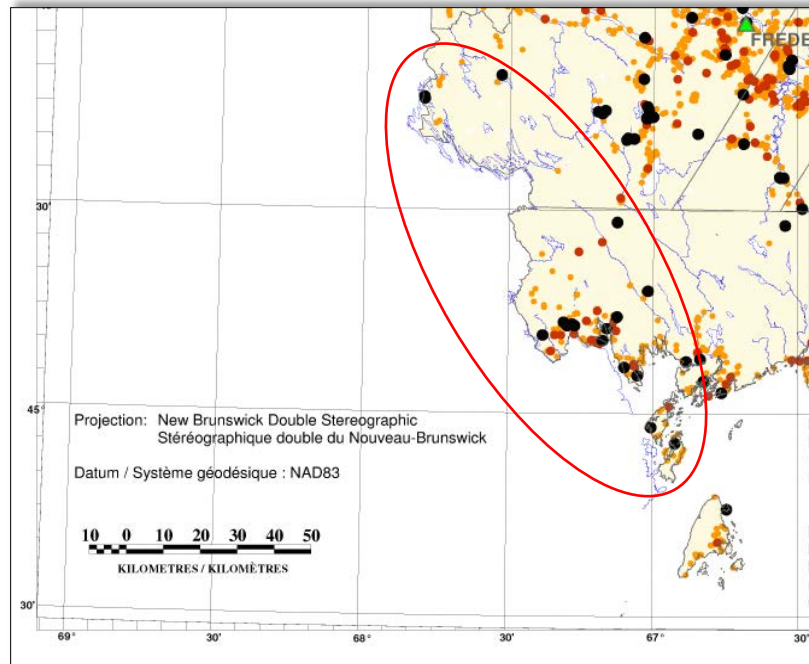 FREDE
30'
45'
Projection: New Brunswick Double Stereographic
Stéréographique double du Nouveau-Brunswick
Datum / Système géodésique : NAD83
10 0 10 20 30 40 50
KILOMETRES / KILOMÈTRES
30'
69° 30' 68° 30' 67° 30'